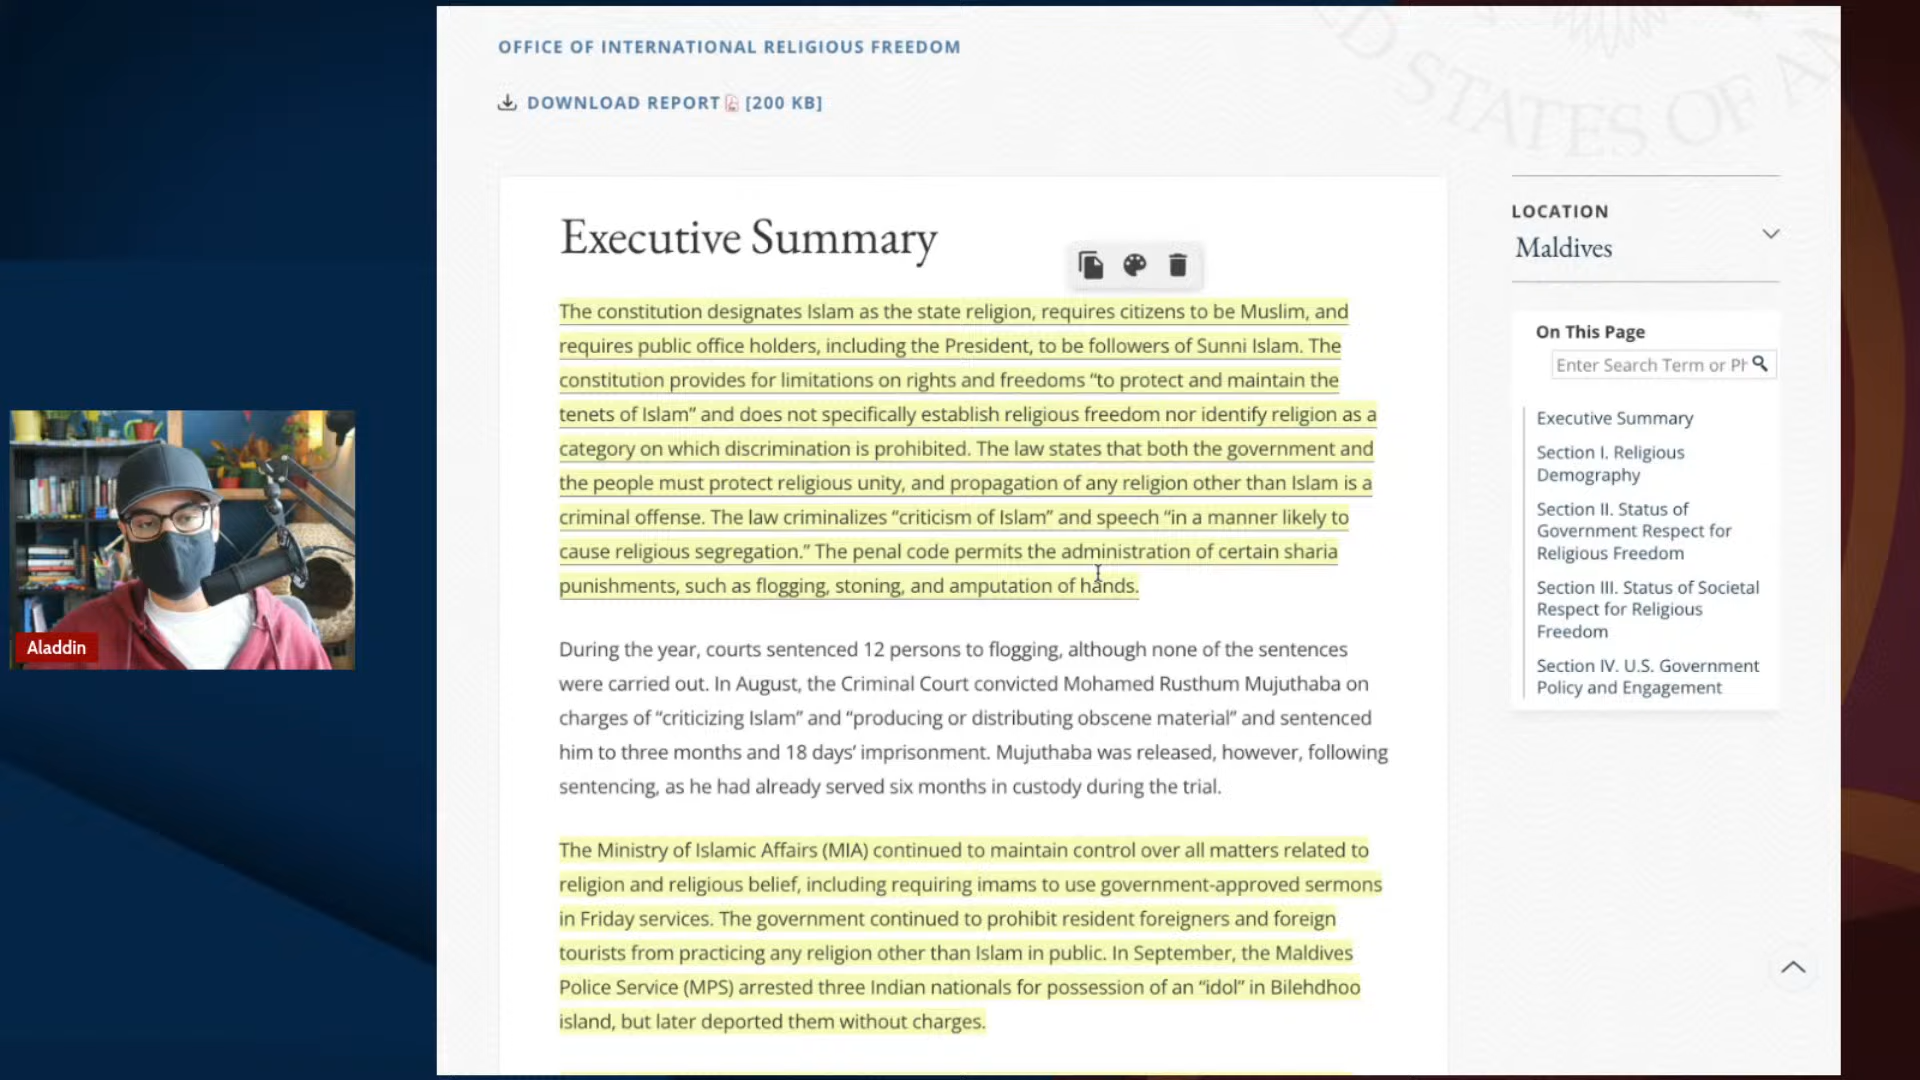 OFFICE OF INTERNATIONAL RELIGIOUS FREEDOM
DOWNLOAD REPORT [200 KB]
STATES OF
Executive Summary
The constitution designates Islam as the state religion, requires citizens to be Muslim, and
requires public office holders, including the President, to be followers of Sunni Islam. The
constitution provides for limitations on rights and freedoms “to protect and maintain the
tenets of Islam” and does not specifically establish religious freedom nor identify religion as a
category on which discrimination is prohibited. The law states that both the government and
the people must protect religious unity, and propagation of any religion other than Islam is a
criminal offense. The law criminalizes “criticism of Islam” and speech “in a manner likely to
cause religious segregation.” The penal code permits the administration of certain sharia
punishments, such as flogging, stoning, and amputation of hands.
During the year, courts sentenced 12 persons to flogging, although none of the sentences
were carried out. In August, the Criminal Court convicted Mohamed Rusthum Mujuthaba on
charges of “criticizing Islam” and “producing or distributing obscene material” and sentenced
him to three months and 18 days’ imprisonment. Mujuthaba was released, however, following
sentencing, as he had already served six months in custody during the trial.
The Ministry of Islamic Affairs (MIA) continued to maintain control over all matters related to
religion and religious belief, including requiring imams to use government-approved sermons
in Friday services. The government continued to prohibit resident foreigners and foreign
tourists from practicing any religion other than Islam in public. In September, the Maldives
Police Service (MPS) arrested three Indian nationals for possession of an “idol” in Bilehdhoo
island, but later deported them without charges.
LOCATION
Maldives
On This Page
Enter Search Term or Ph
Executive Summary
Section I. Religious
Demography
Section II. Status of
Government Respect for
Religious Freedom
Section III. Status of Societal
Respect for Religious
Freedom
Section IV. U.S. Government
Policy and Engagement
Aladdin